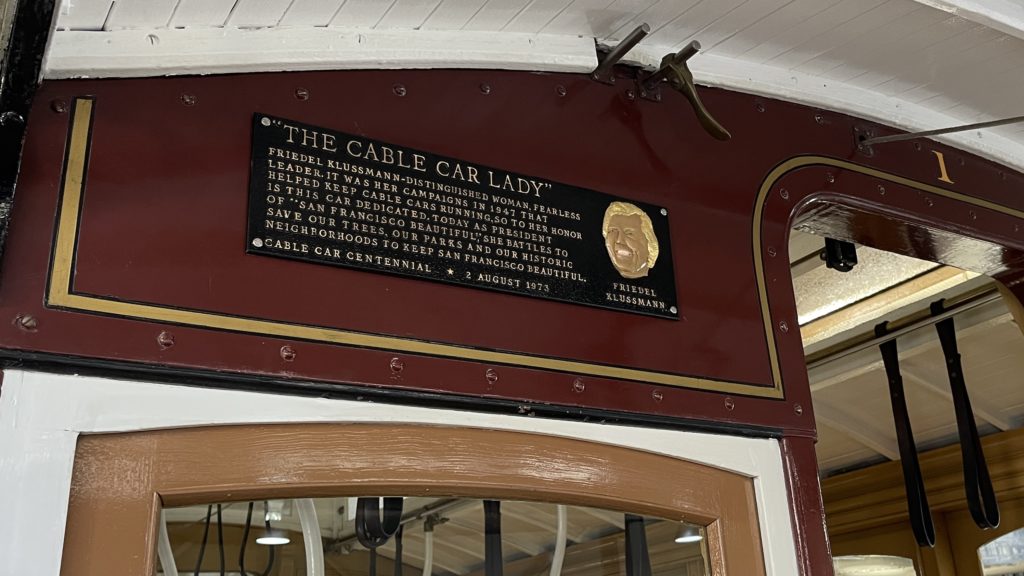 "THE CABLE CAR LADY"
FRIEDEL KLUSSMANN-DISTINGUISHED WOMAN, FEARLESS
LEADER. IT WAS HER CAMPAIGNS IN 1947 THAT
HELPED KEEP CABLE CARS RUNNING, SO TO HER HONOR
IS THIS CAR DEDICATED. TODAY AS PRESIDENT
OF "SAN FRANCISCO BEAUTIFUL", SHE BATTLES TO
SAVE OUR TREES, OUR PARKS AND OUR HISTORIC
NEIGHBORHOODS TO KEEP SAN FRANCISCO BEAUTIFUL.
CABLE CAR CENTENNIAL ★ 2 AUGUST 1973
FRIEDEL
KLUSSMANN
1